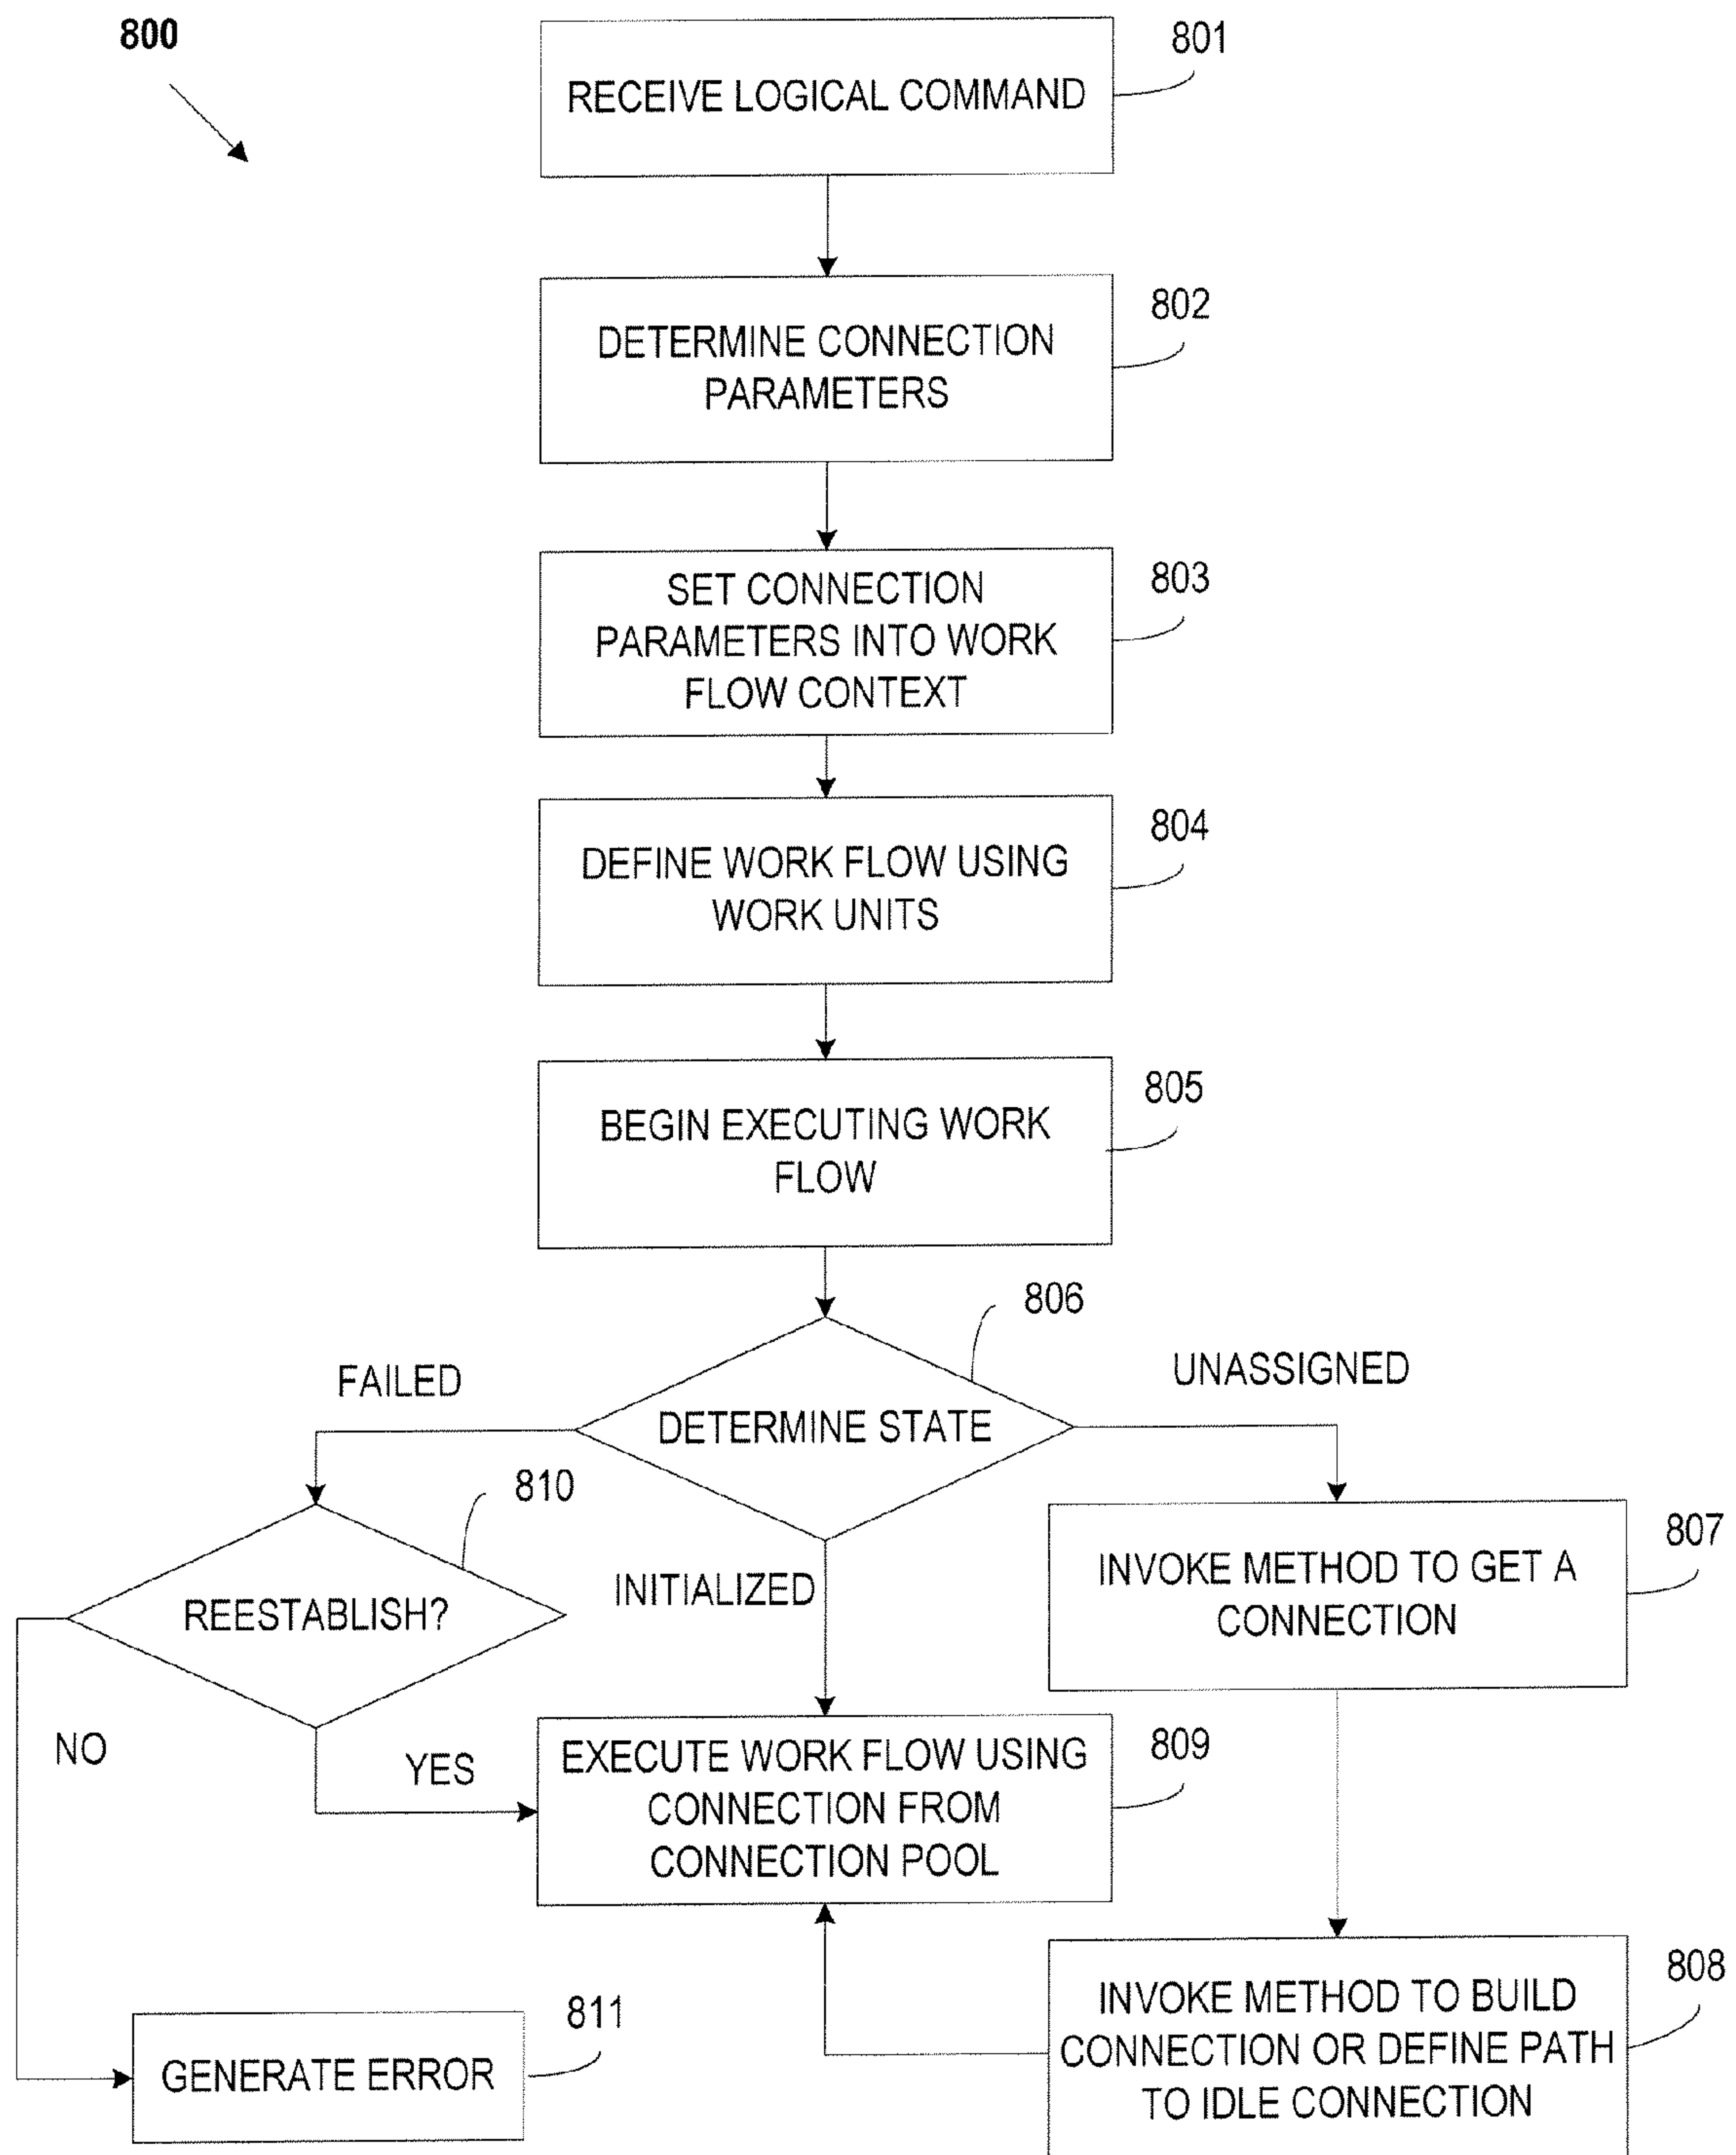 800
801
RECEIVE LOGICAL COMMAND
802
DETERMINE CONNECTION
PARAMETERS
803
SET CONNECTION
PARAMETERS INTO WORK
FLOW CONTEXT
804
DEFINE WORK FLOW USING
WORK UNITS
805
BEGIN EXECUTING WORK
FLOW
806
FAILED
UNASSIGNED
DETERMINE STATE
810
807
INVOKE METHOD TO GET A
CONNECTION
INITIALIZED
REESTABLISH?
NO
YES
809
EXECUTE WORK FLOW USING
CONNECTION FROM
CONNECTION POOL
808
INVOKE METHOD TO BUILD
CONNECTION OR DEFINE PATH
TO IDLE CONNECTION
811
GENERATE ERROR